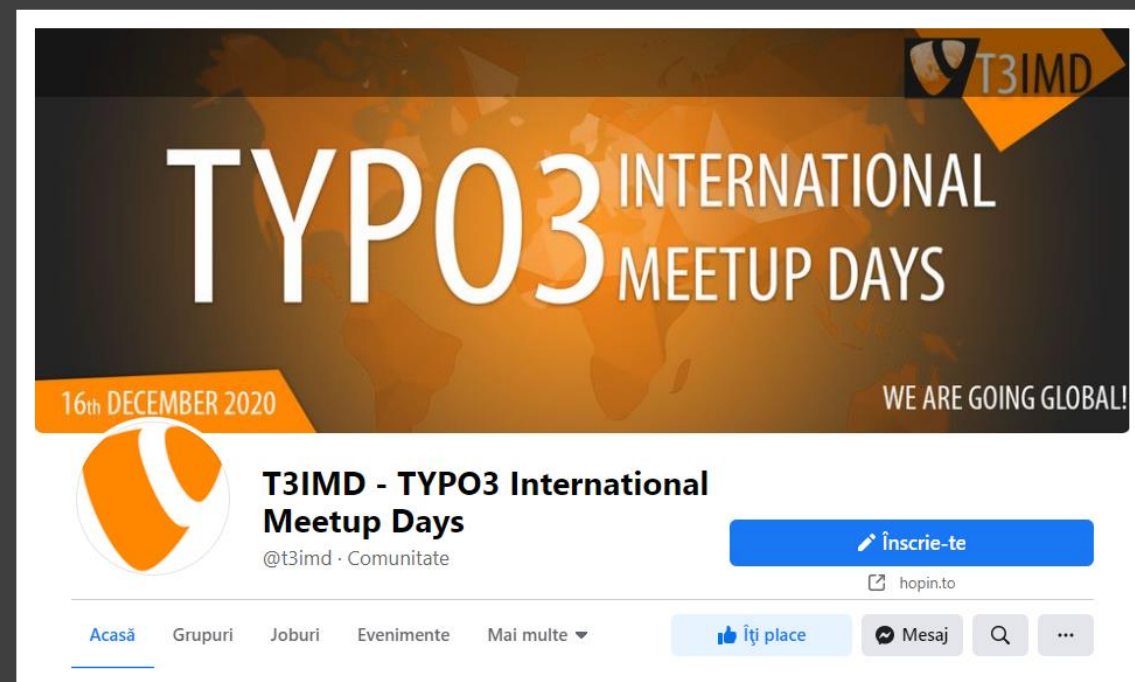 T3IMD
TYPO3 INTERNATIONAL
MEETUP DAYS
16th DECEMBER 2020
WE ARE GOING GLOBAL!
T3IMD - TYPO3 International
Meetup Days
@t3imd · Comunitate
Înscrie-te
hopin.to
Acasă Grupuri Joburi Evenimente Mai multe Îți place Mesaj